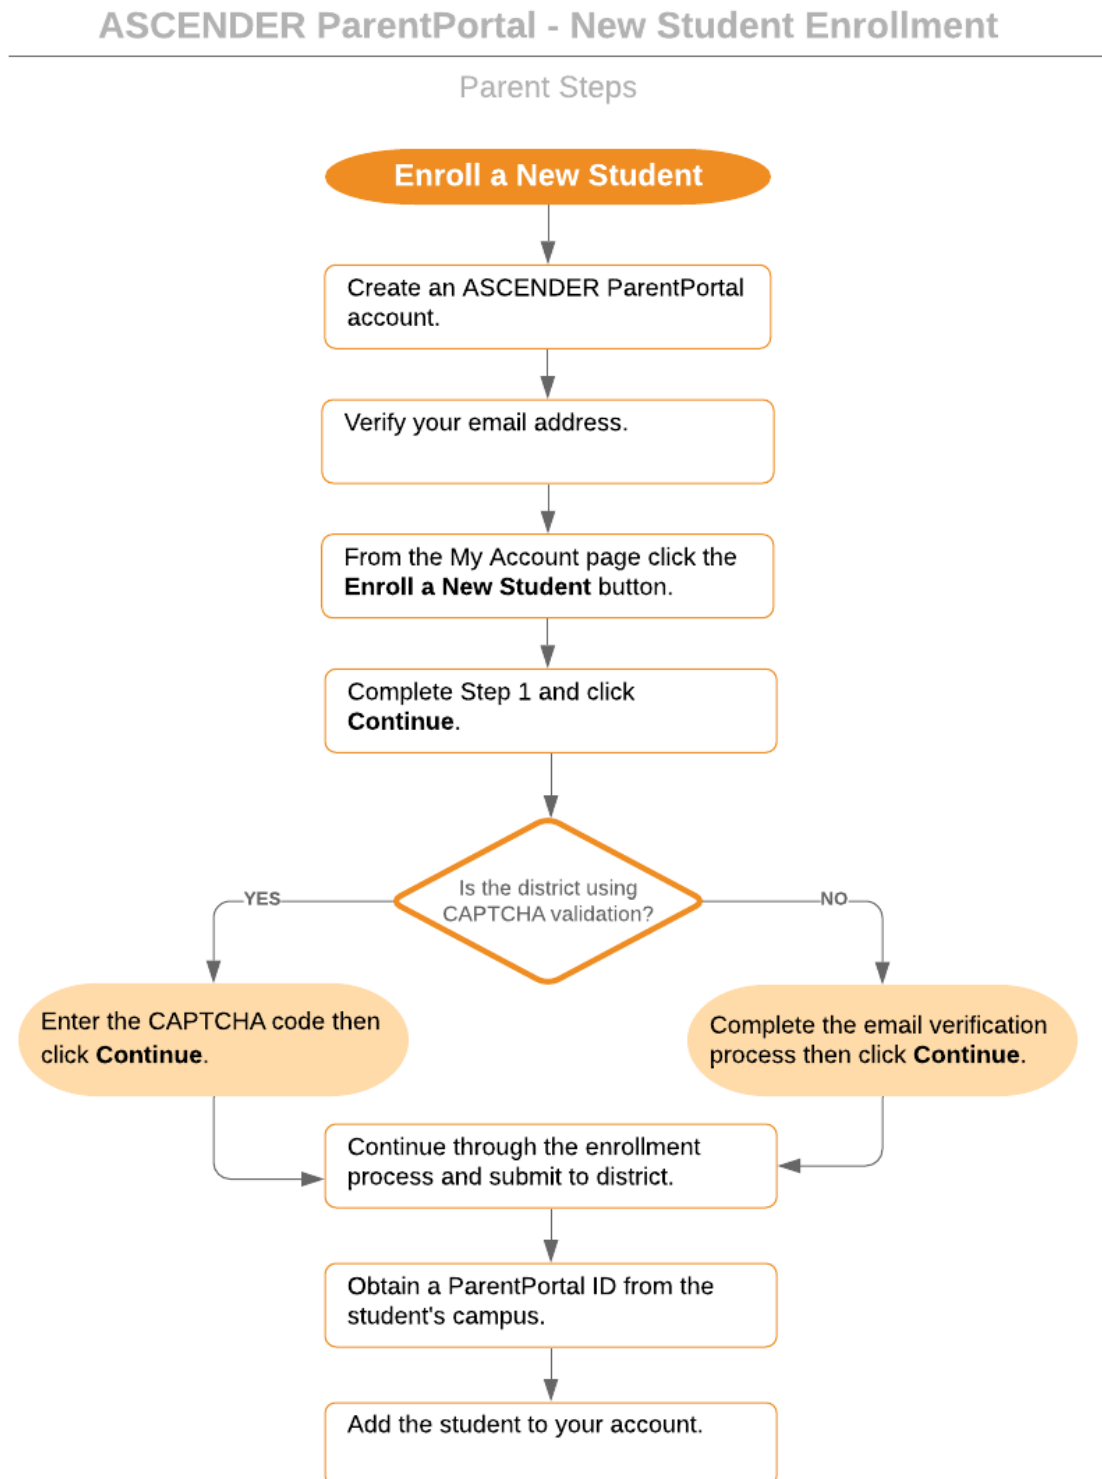 ASCENDER ParentPortal - New Student Enrollment
Parent Steps
Enroll a New Student
Create an ASCENDER ParentPortal
account.
Verify your email address.
From the My Account page click the
Enroll a New Student button.
Complete Step 1 and click
Continue.
Is the district using
CAPTCHA validation?
YES
NO
Enter the CAPTCHA code then
click Continue.
Complete the email verification
process then click Continue.
Continue through the enrollment
process and submit to district.
Obtain a ParentPortal ID from the
student's campus.
Add the student to your account.